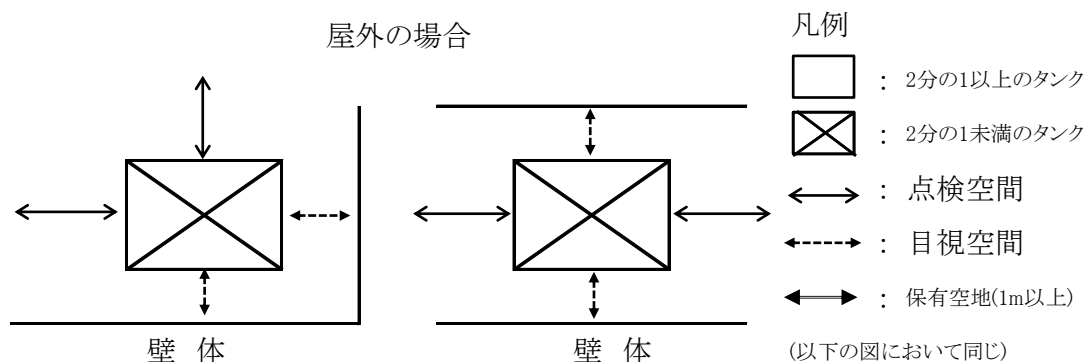 屋外の場合
壁 体
壁 体
凡例
: 2分の1以上のタンク
: 2分の1未満のタンク
: 点検空間
: 目視空間
: 保有空地(1m以上)
(以下の図において同じ)